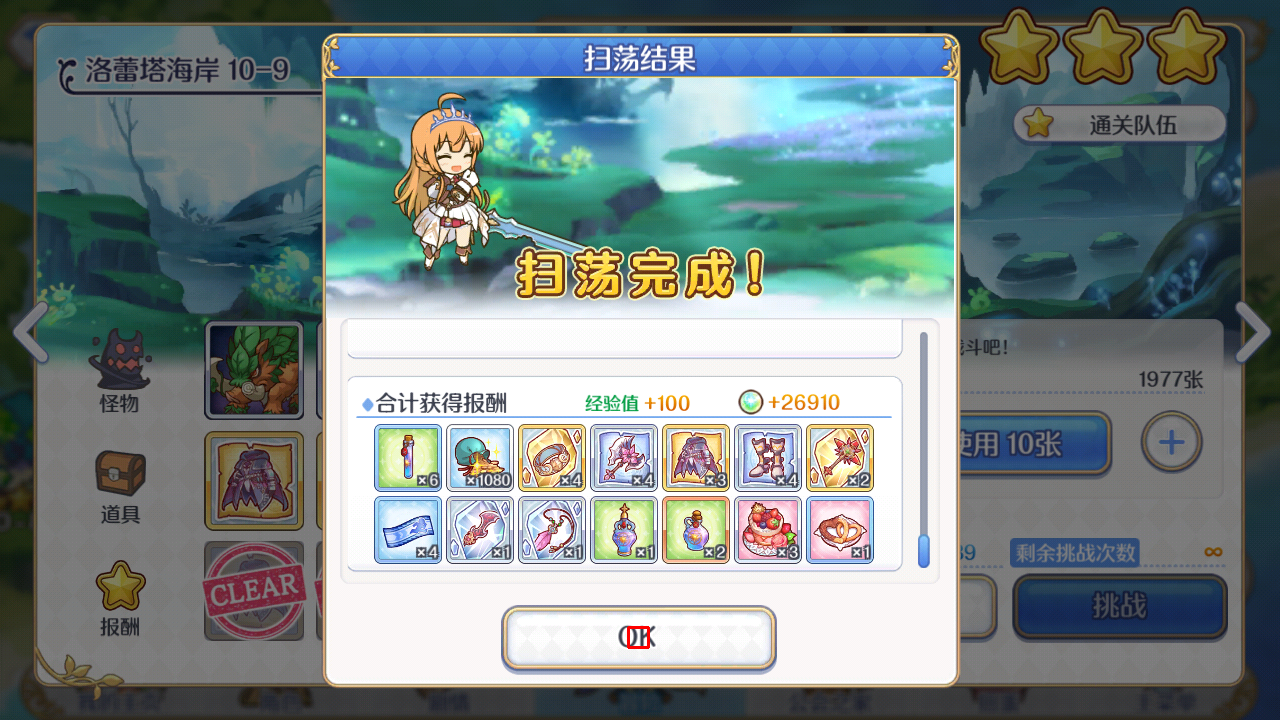 扫荡结果
洛蕾塔海岸 10-9
通关队伍
扫荡完成!
斗吧!
1977张
怪物
合计获得报酬
经验值 +100
+26910
×6
×1080
×4
×4
×3
×4
×2
使用 10张
道具
×4
×1
×1
×1
×2
×3
×1
剩余挑战次数
∞
CLEAR
挑战
报酬
OK